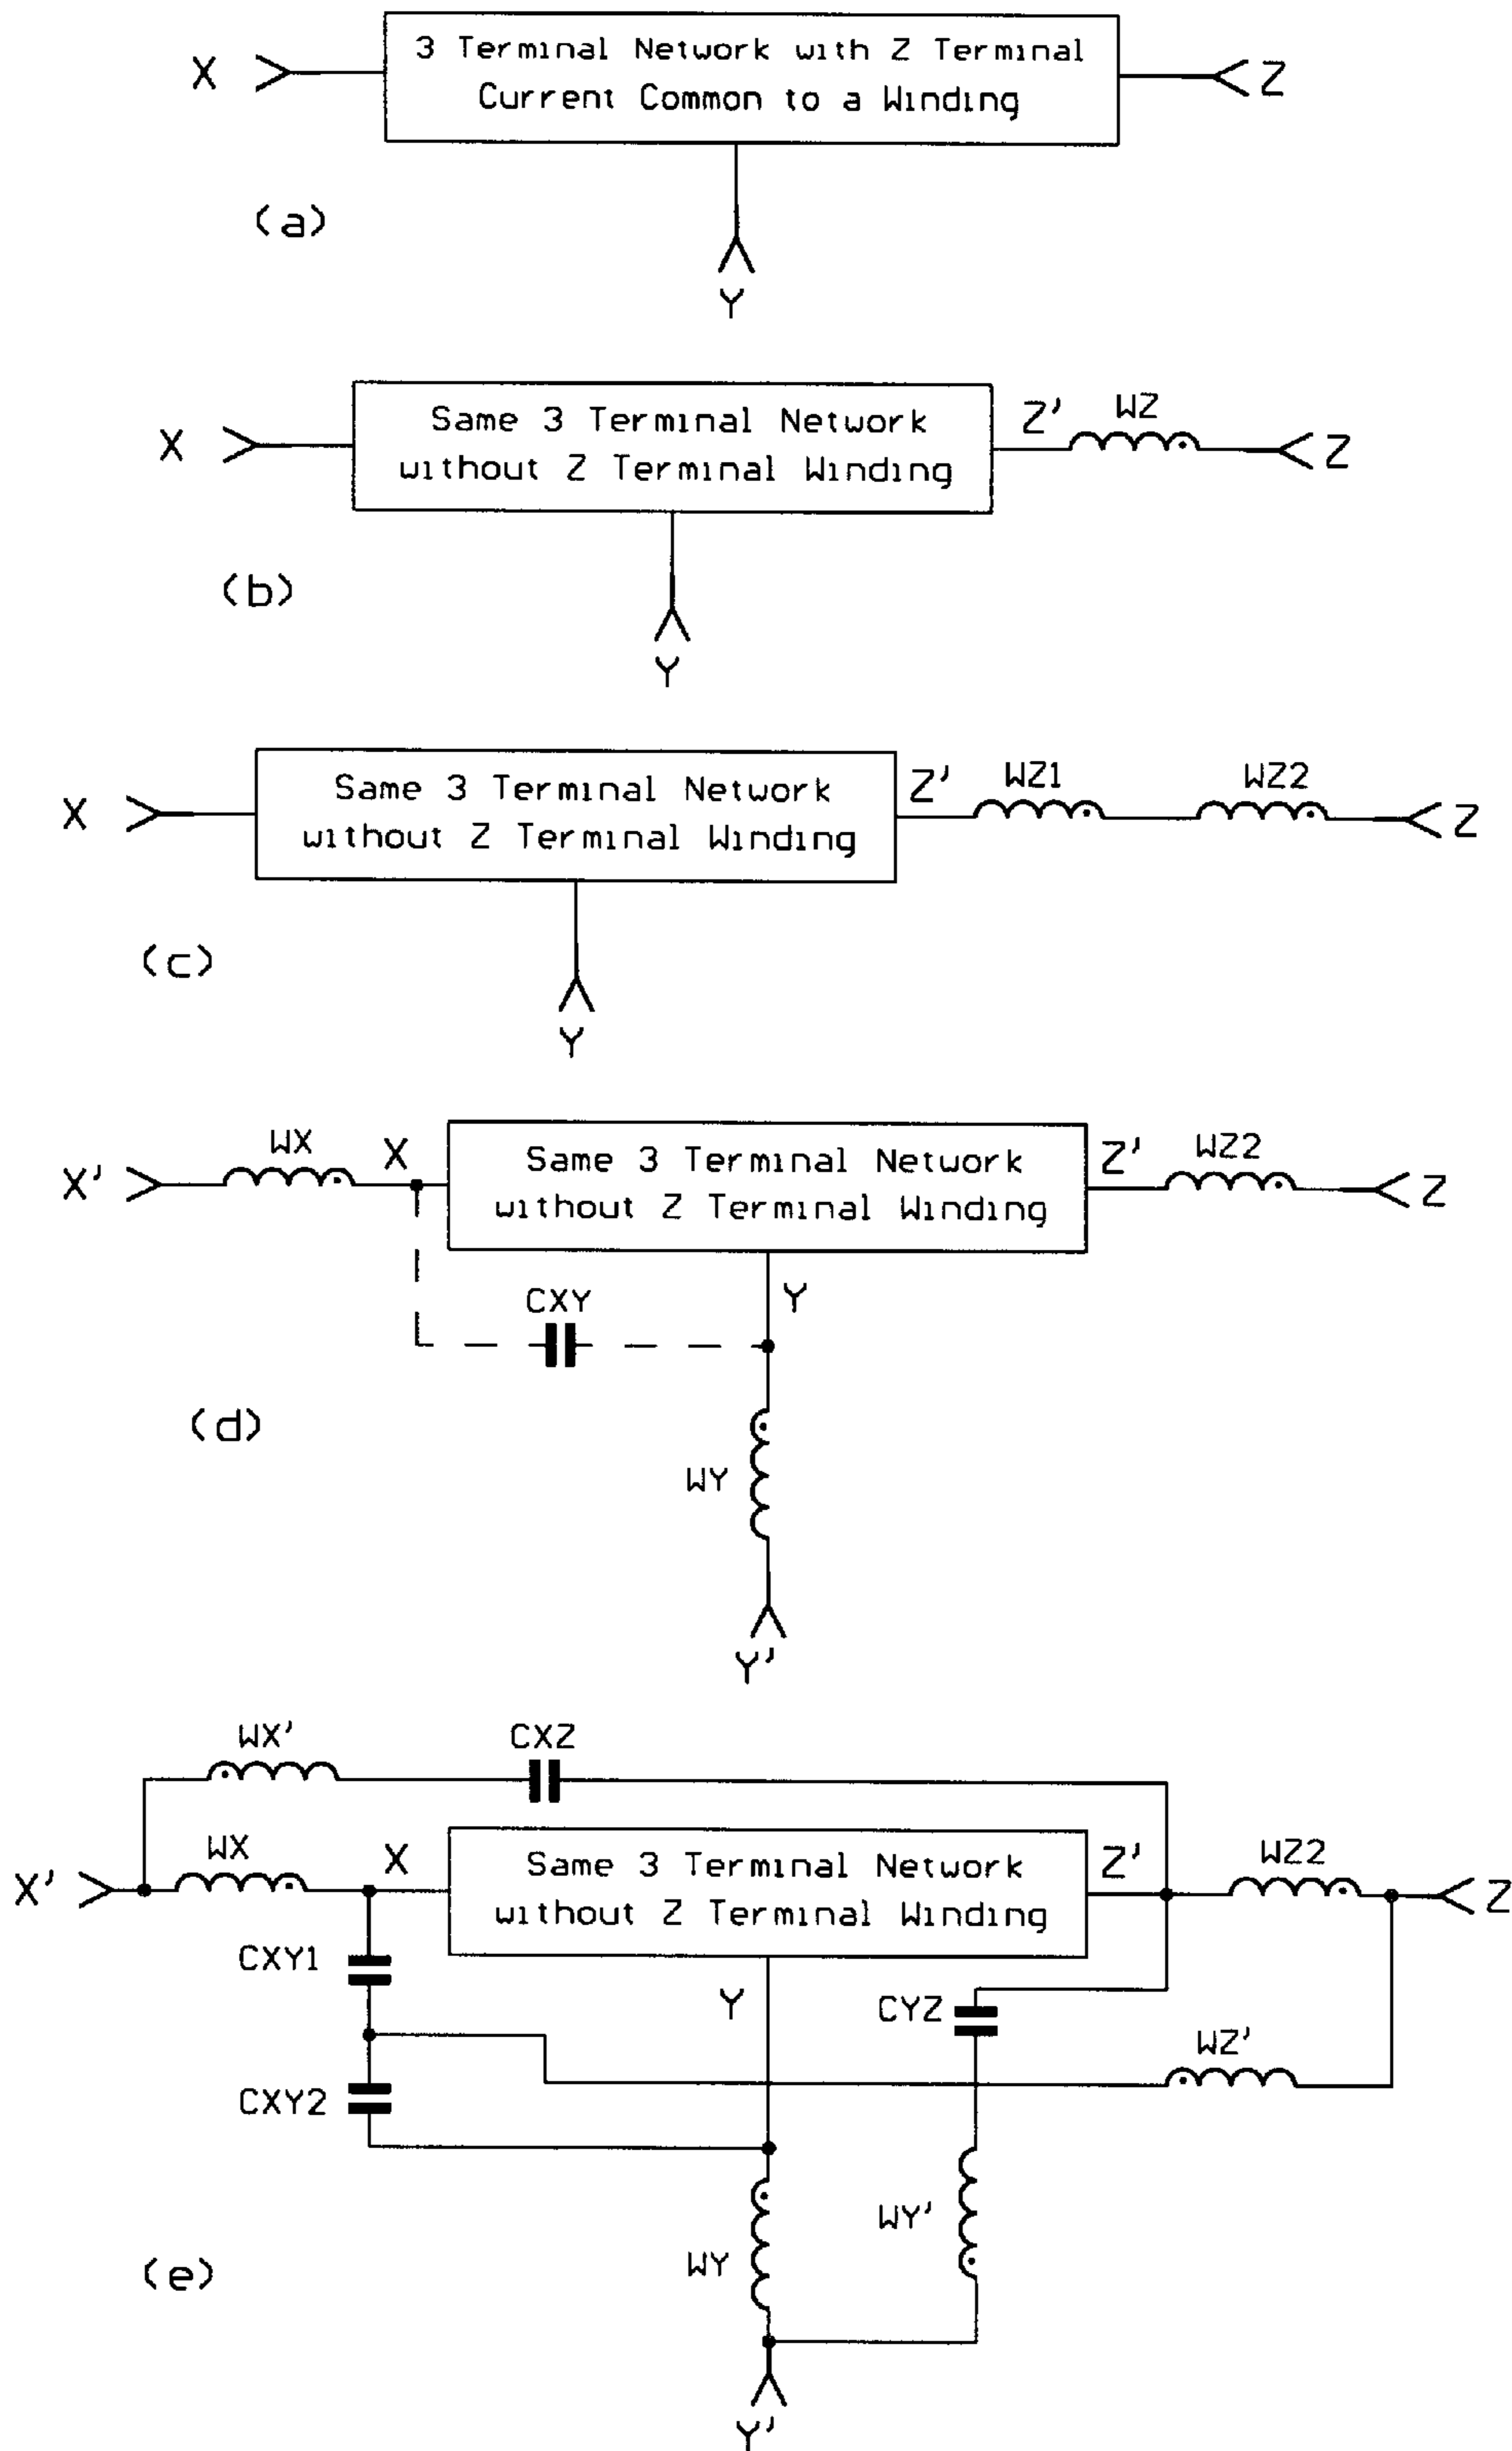 3 Terminal Network with Z Terminal
Current Common to a Winding
X
Z
Y
(a)
Same 3 Terminal Network
without Z Terminal Winding
X
Z'
WZ
Z
Y
(b)
Same 3 Terminal Network
without Z Terminal Winding
X
Z'
WZ1
WZ2
Z
Y
(c)
X'
WX
X
Same 3 Terminal Network
without Z Terminal Winding
Z'
WZ2
Z
CXY
Y
WY
Y'
(d)
WX'
CXZ
X'
WX
X
Same 3 Terminal Network
without Z Terminal Winding
Z'
WZ2
Z
CXY1
Y
CYZ
WZ'
CXY2
WY'
WY
Y'
(e)